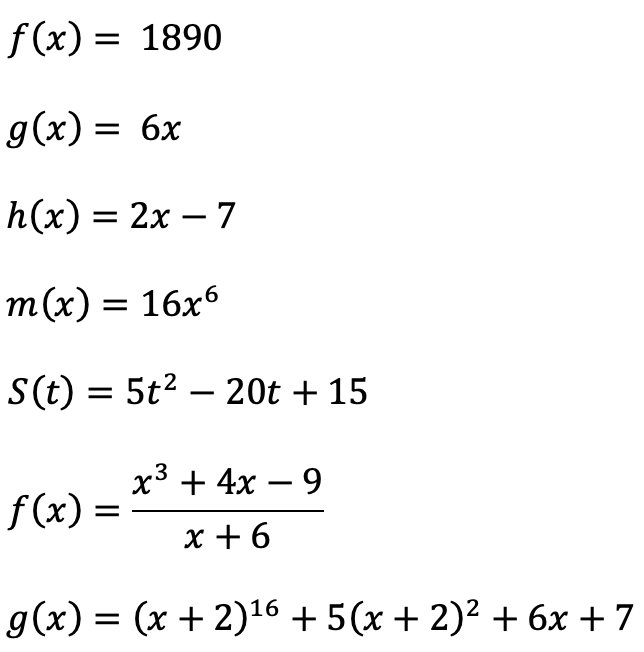 f(x) = 1890
g(x) = 6x
h(x) = 2x − 7
m(x) = 16x⁶
S(t) = 5t² − 20t + 15
f(x) = (x³ + 4x − 9)/(x + 6)
g(x) = (x + 2)¹⁶ + 5(x + 2)² + 6x + 7